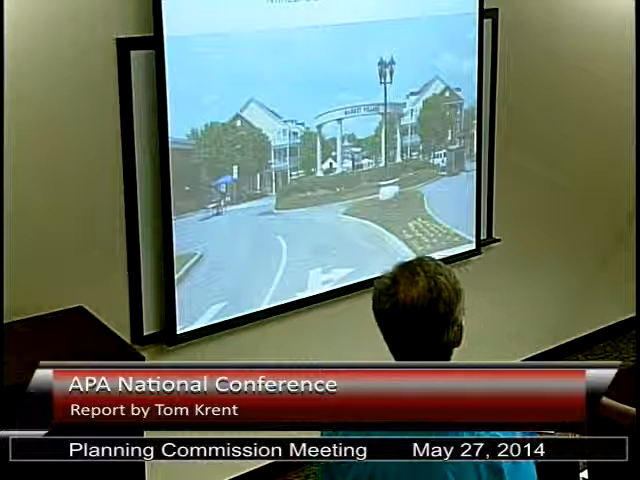 APA National Conference
Report by Tom Krent
Planning Commission Meeting May 27, 2014